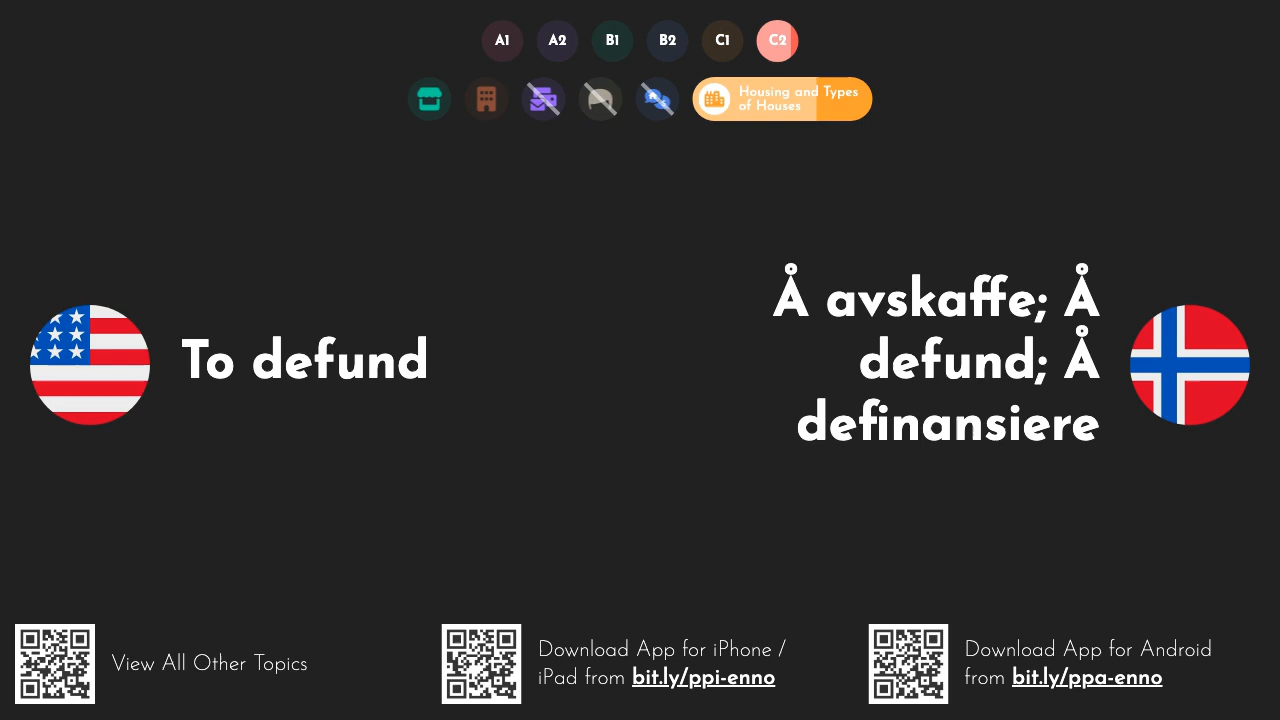 A1 A2 B1 B2 C1 C2
Housing and Types
of Houses
To defund
Å avskaffe; Å
defund; Å
definansiere
View All Other Topics
Download App for iPhone /
iPad from bit.ly/ppi-enno
Download App for Android
from bit.ly/ppa-enno